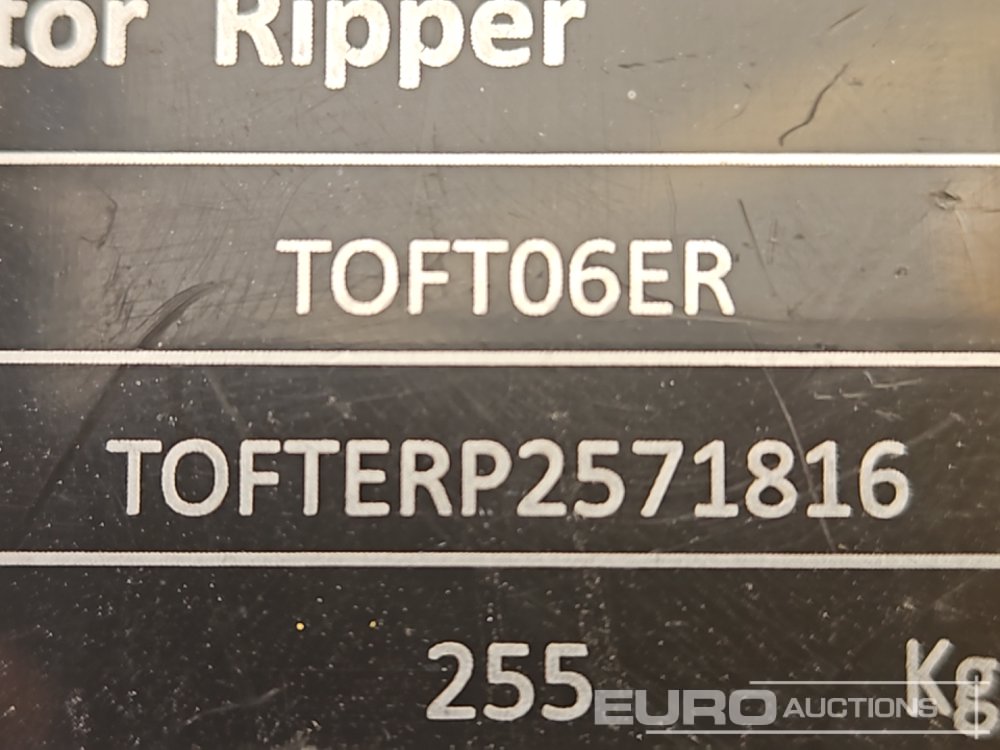 tor Ripper
TOFT06ER
TOFTERP2571816
255 Kg
EURO AUCTIONS